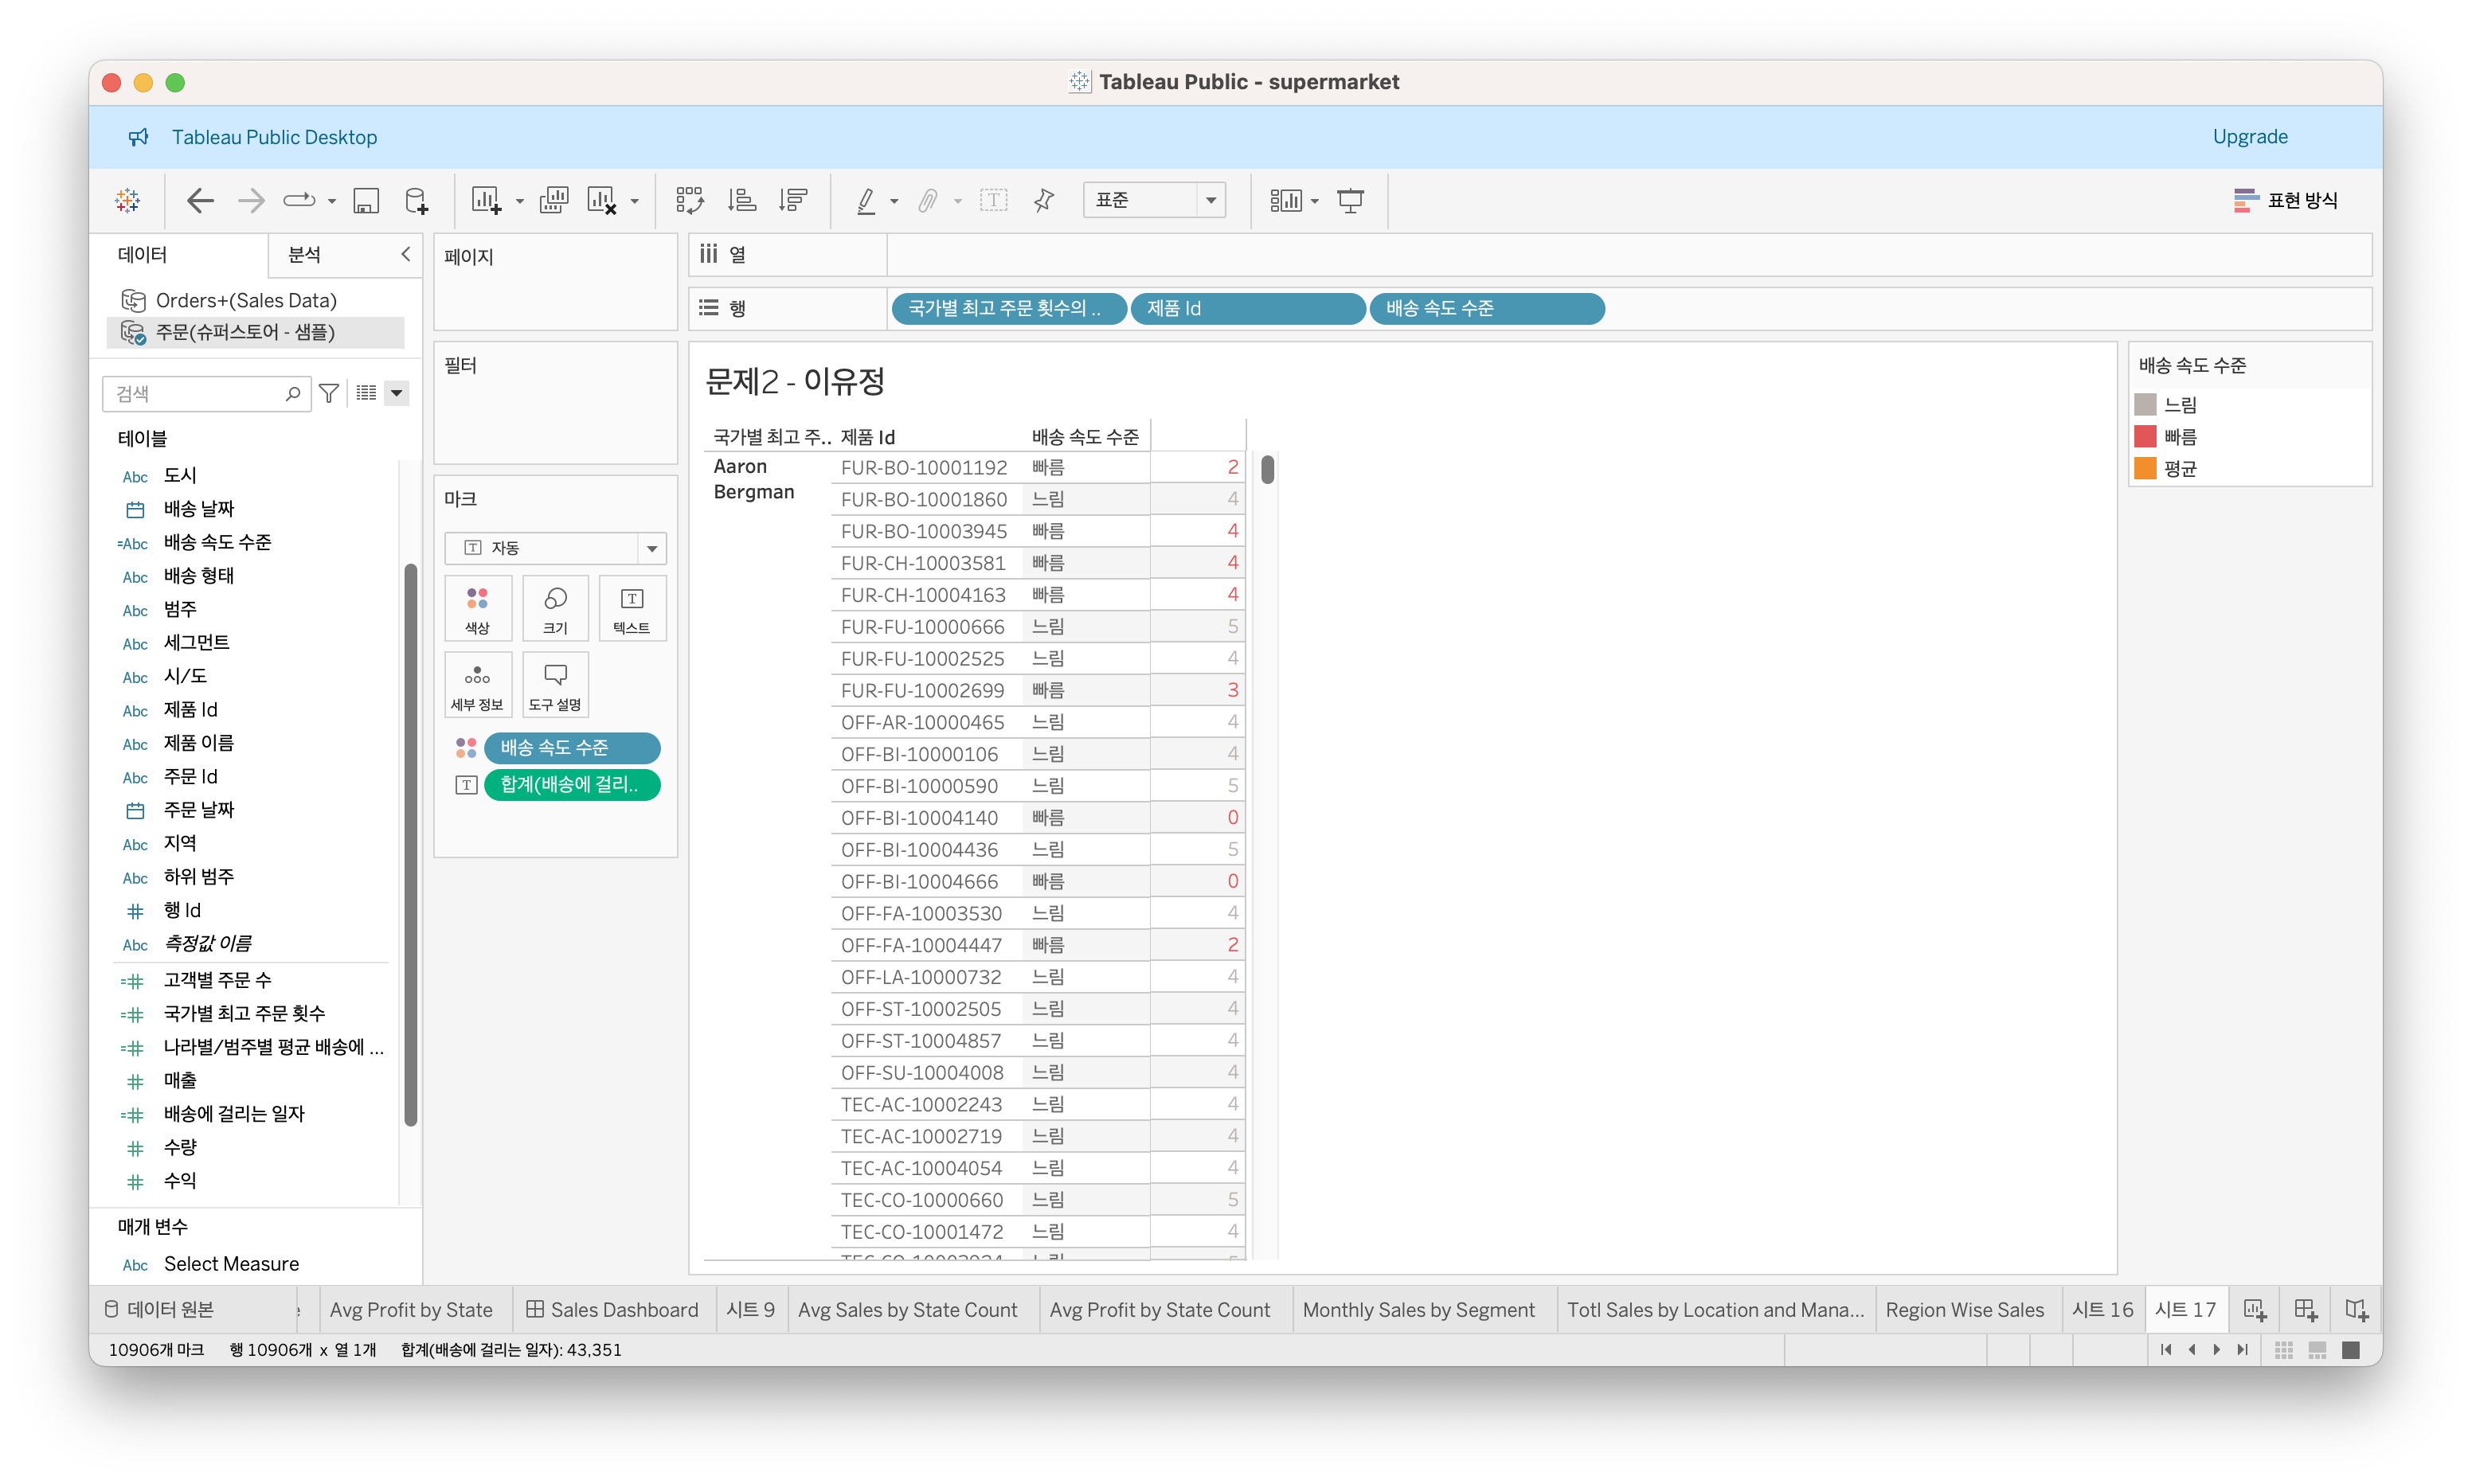 Tableau Public - supermarket
Tableau Public Desktop
Upgrade
표준
표현 방식
데이터
분석
Orders+(Sales Data)
주문(슈퍼스토어 - 샘플)
검색
테이블
Abc 도시
배송 날짜
=Abc 배송 속도 수준
Abc 배송 형태
Abc 범주
Abc 세그먼트
Abc 시/도
Abc 제품 Id
Abc 제품 이름
Abc 주문 Id
주문 날짜
Abc 지역
Abc 하위 범주
# 행 Id
Abc 측정값 이름
=# 고객별 주문 수
=# 국가별 최고 주문 횟수
=# 나라별/범주별 평균 배송에 ...
# 매출
=# 배송에 걸리는 일자
# 수량
# 수익
매개 변수
Abc Select Measure
페이지
필터
마크
자동
색상
크기
텍스트
세부 정보
도구 설명
배송 속도 수준
합계(배송에 걸리..
열
행
국가별 최고 주문 횟수의 ..
제품 Id
배송 속도 수준
문제2 - 이유정
국가별 최고 주.. 제품 Id 배송 속도 수준
Aaron Bergman
FUR-BO-10001192 빠름 2
FUR-BO-10001860 느림 4
FUR-BO-10003945 빠름 4
FUR-CH-10003581 빠름 4
FUR-CH-10004163 빠름 4
FUR-FU-10000666 느림 5
FUR-FU-10002525 느림 4
FUR-FU-10002699 빠름 3
OFF-AR-10000465 느림 4
OFF-BI-10000106 느림 4
OFF-BI-10000590 느림 5
OFF-BI-10004140 빠름 0
OFF-BI-10004436 느림 5
OFF-BI-10004666 빠름 0
OFF-FA-10003530 느림 4
OFF-FA-10004447 빠름 2
OFF-LA-10000732 느림 4
OFF-ST-10002505 느림 4
OFF-ST-10004857 느림 4
OFF-SU-10004008 느림 4
TEC-AC-10002243 느림 4
TEC-AC-10002719 느림 4
TEC-AC-10004054 느림 4
TEC-CO-10000660 느림 5
TEC-CO-10001472 느림 4
배송 속도 수준
느림
빠름
평균
데이터 원본
Avg Profit by State
Sales Dashboard
시트 9
Avg Sales by State Count
Avg Profit by State Count
Monthly Sales by Segment
Totl Sales by Location and Mana...
Region Wise Sales
시트 16
시트 17
10906개 마크 행 10906개 x 열 1개 합계(배송에 걸리는 일자): 43,351